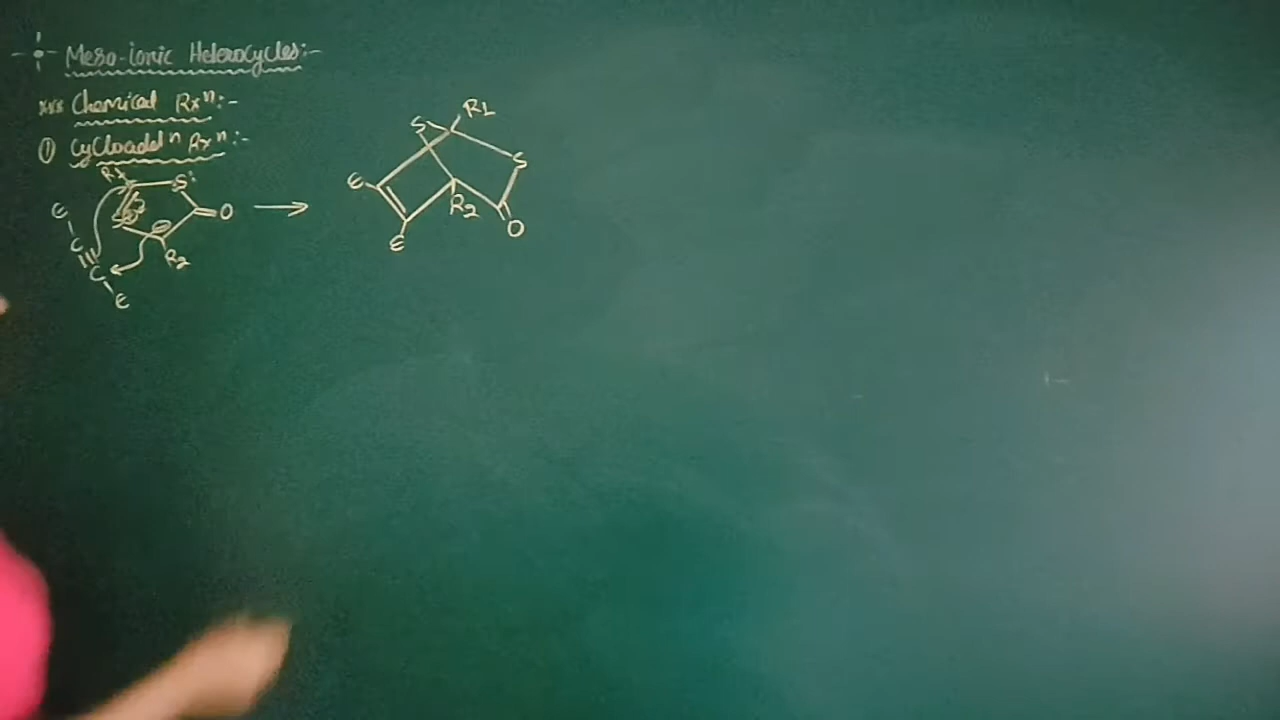 Meso-ionic Heterocycles:-
*** Chemical Rxⁿ:-
① Cycloaddⁿ Rxⁿ:-
R1 S:
E S O
C
C R2
E
S R1
S
E R2
O
E